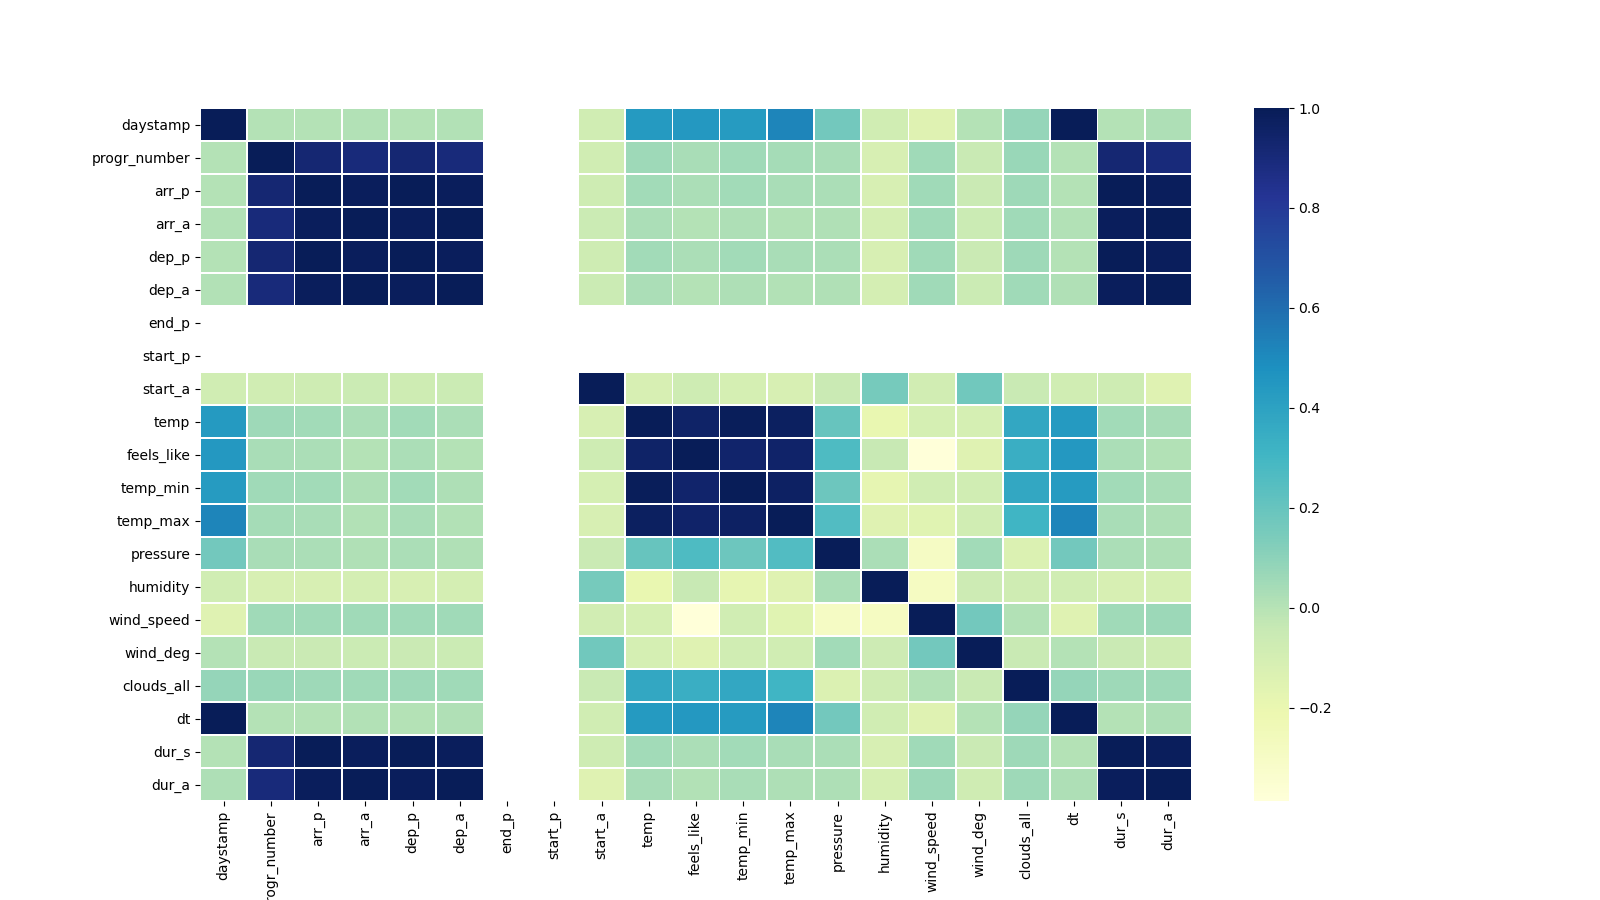 daystamp
progr_number
arr_p
arr_a
dep_p
dep_a
end_p
start_p
start_a
temp
feels_like
temp_min
temp_max
pressure
humidity
wind_speed
wind_deg
clouds_all
dt
dur_s
dur_a
daystamp
rogr_number
arr_p
arr_a
dep_p
dep_a
end_p
start_p
start_a
temp
feels_like
temp_min
temp_max
pressure
humidity
wind_speed
wind_deg
clouds_all
dt
dur_s
dur_a
1.0
0.8
0.6
0.4
0.2
0.0
−0.2